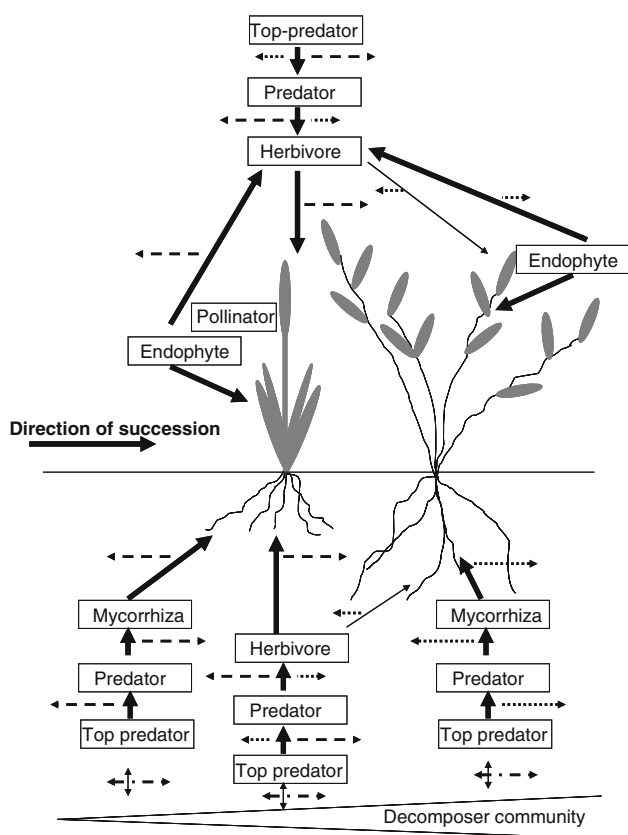 Top-predator
Predator
Herbivore
Endophyte
Pollinator
Endophyte
Direction of succession
Mycorrhiza
Mycorrhiza
Herbivore
Predator
Predator
Predator
Top predator
Top predator
Top predator
Decomposer community